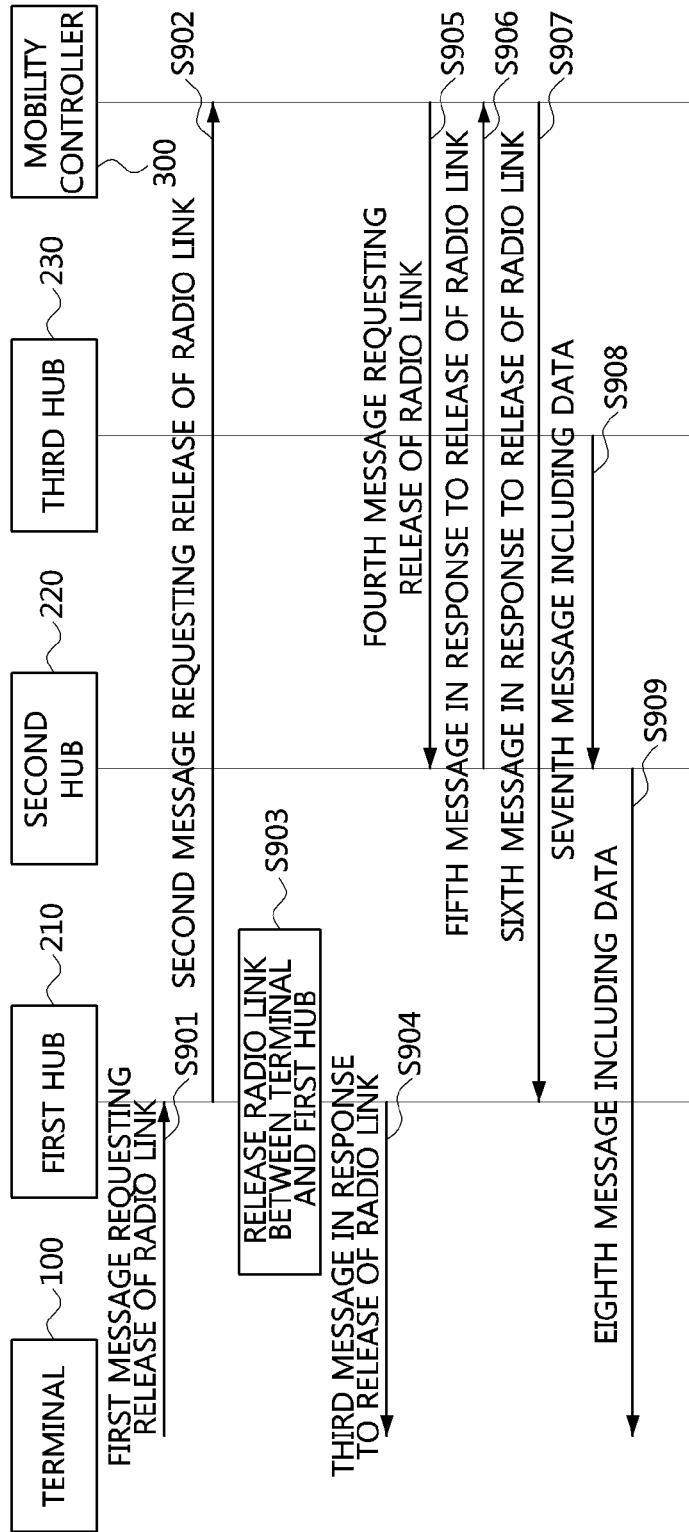 TERMINAL
100
FIRST HUB
210
SECOND
HUB
220
THIRD HUB
230
MOBILITY
CONTROLLER
300
FIRST MESSAGE REQUESTING
RELEASE OF RADIO LINK
S901
SECOND MESSAGE REQUESTING RELEASE OF RADIO LINK
S902
RELEASE RADIO LINK
BETWEEN TERMINAL
AND FIRST HUB
S903
THIRD MESSAGE IN RESPONSE
TO RELEASE OF RADIO LINK
S904
FOURTH MESSAGE REQUESTING
RELEASE OF RADIO LINK
S905
FIFTH MESSAGE IN RESPONSE TO RELEASE OF RADIO LINK
S906
SIXTH MESSAGE IN RESPONSE TO RELEASE OF RADIO LINK
S907
SEVENTH MESSAGE INCLUDING DATA
S908
EIGHTH MESSAGE INCLUDING DATA
S909